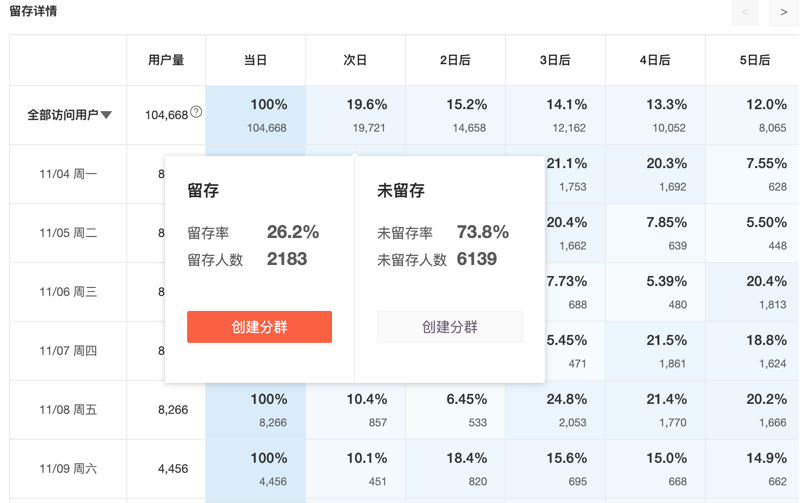 留存详情
< >
用户量 当日 次日 2日后 3日后 4日后 5日后
100% 19.6% 15.2% 14.1% 13.3% 12.0%
全部访问用户▼ 104,668 ?
104,668 19,721 14,658 12,162 10,052 8,065
21.1% 20.3% 7.55%
11/04 周一 8
1,753 1,692 628
留存 未留存
20.4% 7.85% 5.50%
留存率 26.2% 未留存率 73.8%
11/05 周二 8
1,662 639 448
留存人数 2183 未留存人数 6139
7.73% 5.39% 20.4%
11/06 周三 8
688 480 1,813
创建分群 创建分群
5.45% 21.5% 18.8%
11/07 周四 8
471 1,861 1,624
100% 10.4% 6.45% 24.8% 21.4% 20.2%
11/08 周五 8,266
8,266 857 533 2,053 1,770 1,666
100% 10.1% 18.4% 15.6% 15.0% 14.9%
11/09 周六 4,456
4,456 451 820 695 668 662